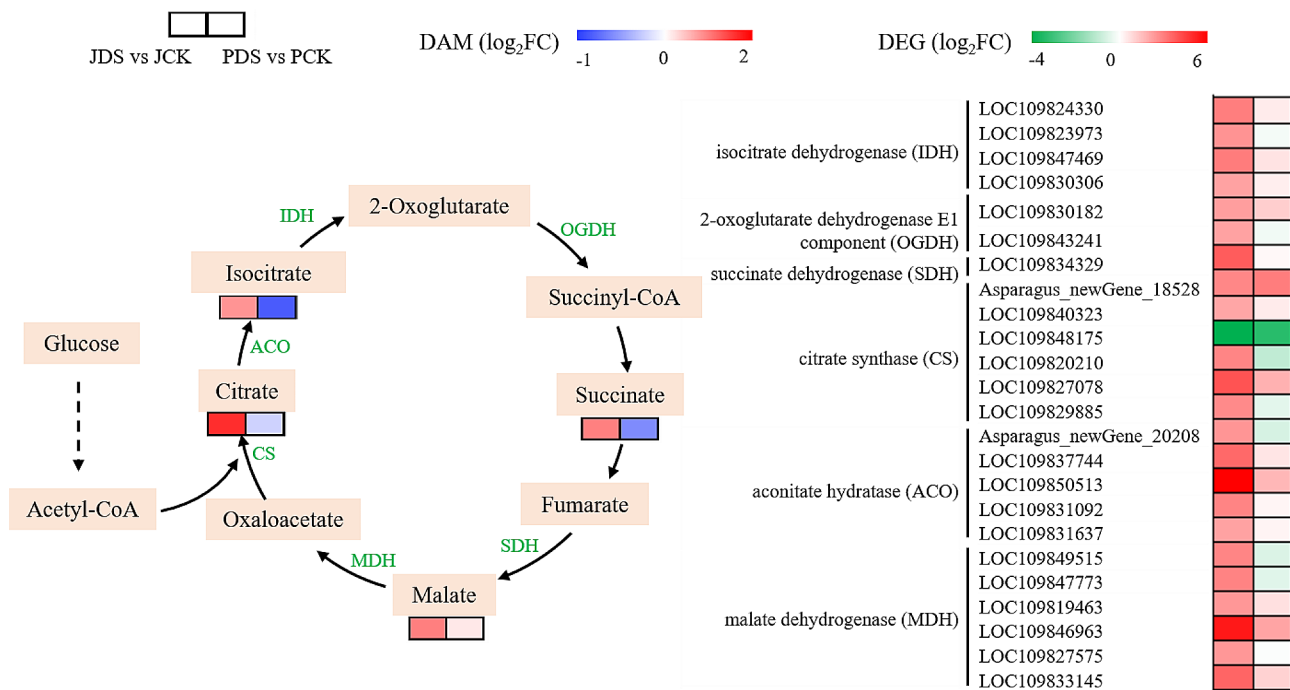 JDS vs JCK PDS vs PCK
DAM (log2FC)
-1 0 2
DEG (log2FC)
-4 0 6
2-Oxoglutarate
IDH
OGDH
Isocitrate
Succinyl-CoA
Glucose
ACO
Citrate
Succinate
CS
Acetyl-CoA
Oxaloacetate
Fumarate
SDH
MDH
Malate
isocitrate dehydrogenase (IDH)
LOC109824330
LOC109823973
LOC109847469
LOC109830306
2-oxoglutarate dehydrogenase E1
component (OGDH)
LOC109830182
LOC109843241
succinate dehydrogenase (SDH)
LOC109834329
citrate synthase (CS)
Asparagus_newGene_18528
LOC109840323
LOC109848175
LOC109820210
LOC109827078
LOC109829885
aconitate hydratase (ACO)
Asparagus_newGene_20208
LOC109837744
LOC109850513
LOC109831092
LOC109831637
malate dehydrogenase (MDH)
LOC109849515
LOC109847773
LOC109819463
LOC109846963
LOC109827575
LOC109833145